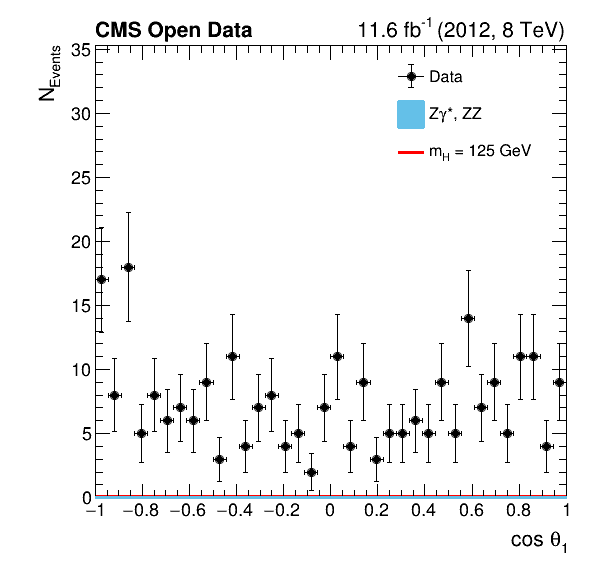 CMS Open Data 11.6 fb-1 (2012, 8 TeV)
NEvents
35
30
25
20
15
10
5
0
Data
Zγ*, ZZ
mH = 125 GeV
−1 −0.8 −0.6 −0.4 −0.2 0 0.2 0.4 0.6 0.8 1
cos θ1